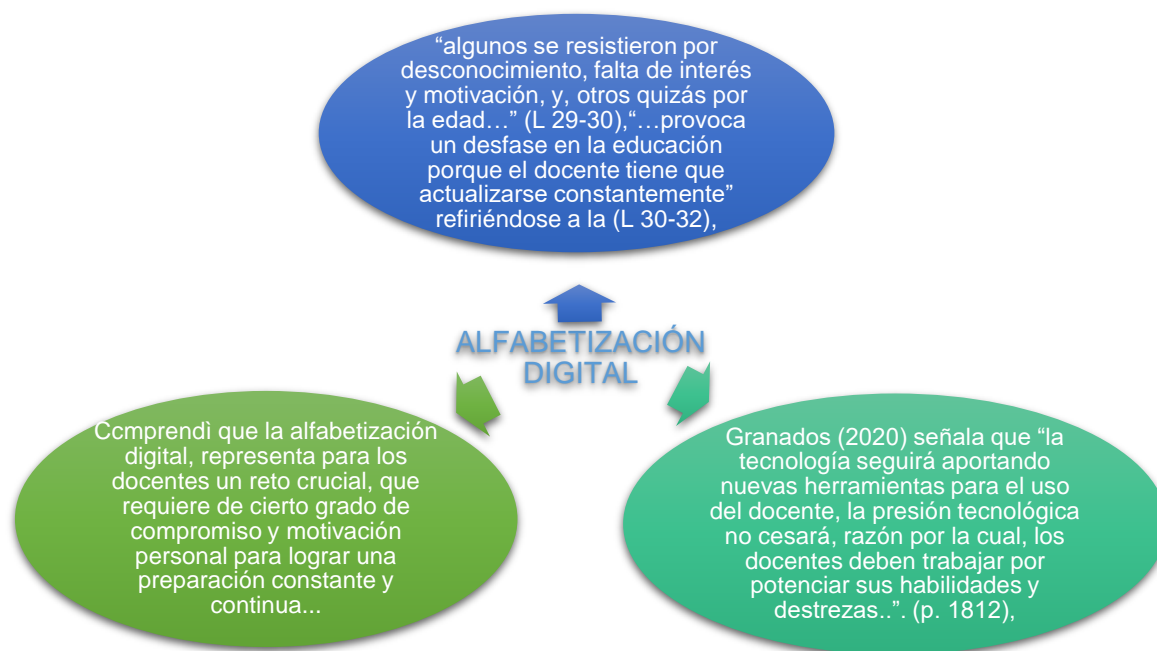 “algunos se resistieron por
desconocimiento, falta de interés
y motivación, y, otros quizás por
la edad…” (L 29-30),“…provoca
un desfase en la educación
porque el docente tiene que
actualizarse constantemente”
refiriéndose a la (L 30-32),
ALFABETIZACIÓN
DIGITAL
Ccmprendì que la alfabetización
digital, representa para los
docentes un reto crucial, que
requiere de cierto grado de
compromiso y motivación
personal para lograr una
preparación constante y
continua...
Granados (2020) señala que “la
tecnología seguirá aportando
nuevas herramientas para el uso
del docente, la presión tecnológica
no cesará, razón por la cual, los
docentes deben trabajar por
potenciar sus habilidades y
destrezas..”. (p. 1812),